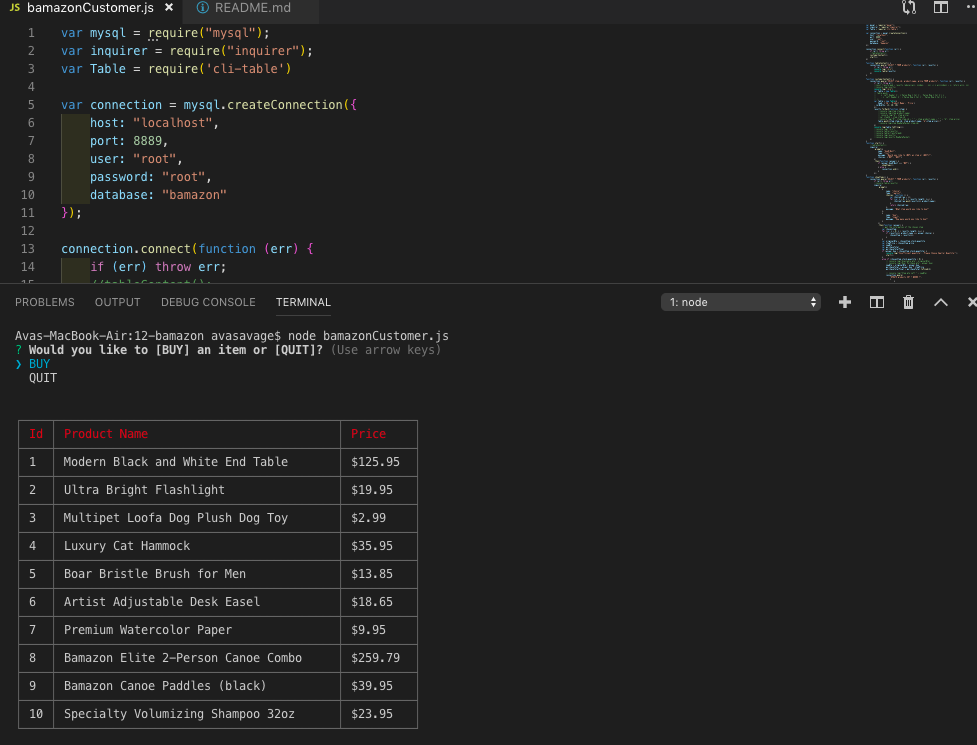 JS bamazonCustomer.js × ⓘ README.md
1 var mysql = require("mysql");
2 var inquirer = require("inquirer");
3 var Table = require('cli-table')
4
5 var connection = mysql.createConnection({
6 host: "localhost",
7 port: 8889,
8 user: "root",
9 password: "root",
10 database: "bamazon"
11 });
12
13 connection.connect(function (err) {
14 if (err) throw err;
15 //tableContent();
PROBLEMS OUTPUT DEBUG CONSOLE TERMINAL 1: node
Avas-MacBook-Air:12-bamazon avasavage$ node bamazonCustomer.js
? Would you like to [BUY] an item or [QUIT]? (Use arrow keys)
❯ BUY
QUIT
Id Product Name Price
1 Modern Black and White End Table $125.95
2 Ultra Bright Flashlight $19.95
3 Multipet Loofa Dog Plush Dog Toy $2.99
4 Luxury Cat Hammock $35.95
5 Boar Bristle Brush for Men $13.85
6 Artist Adjustable Desk Easel $18.65
7 Premium Watercolor Paper $9.95
8 Bamazon Elite 2-Person Canoe Combo $259.79
9 Bamazon Canoe Paddles (black) $39.95
10 Specialty Volumizing Shampoo 32oz $23.95